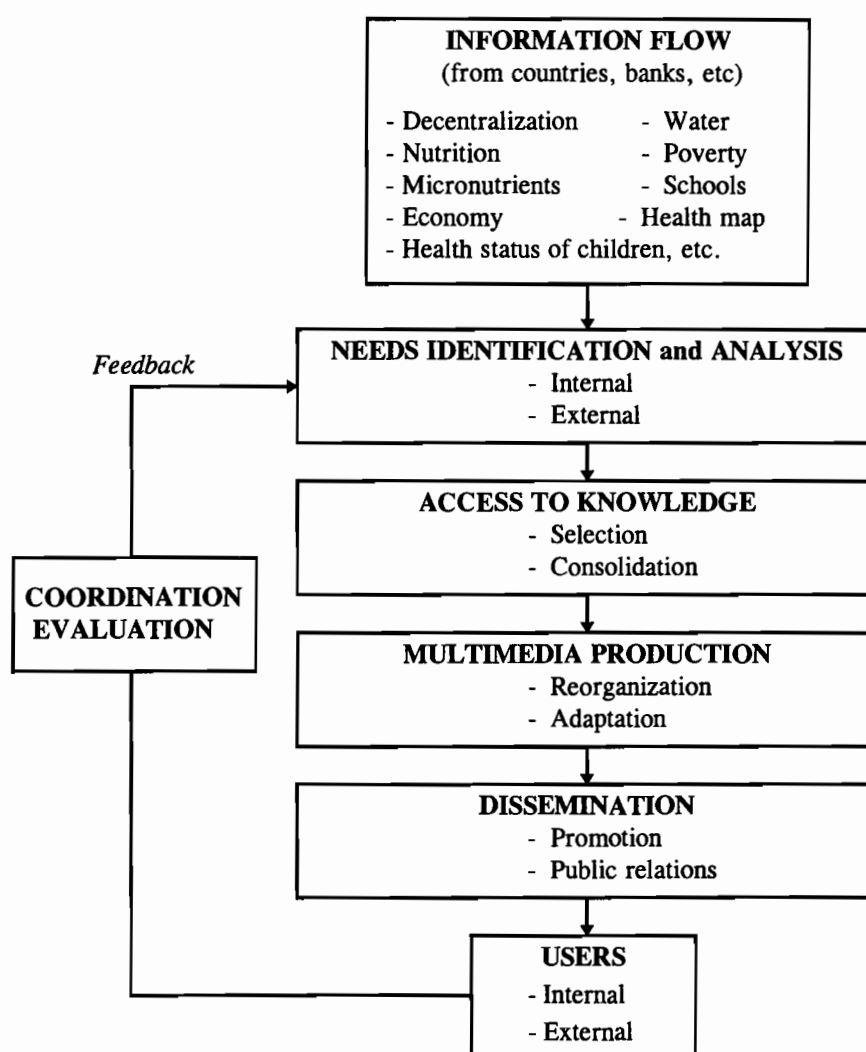 INFORMATION FLOW
(from countries, banks, etc)
- Decentralization - Water
- Nutrition - Poverty
- Micronutrients - Schools
- Economy - Health map
- Health status of children, etc.
NEEDS IDENTIFICATION and ANALYSIS
- Internal
- External
Feedback
ACCESS TO KNOWLEDGE
- Selection
- Consolidation
COORDINATION
EVALUATION
MULTIMEDIA PRODUCTION
- Reorganization
- Adaptation
DISSEMINATION
- Promotion
- Public relations
USERS
- Internal
- External